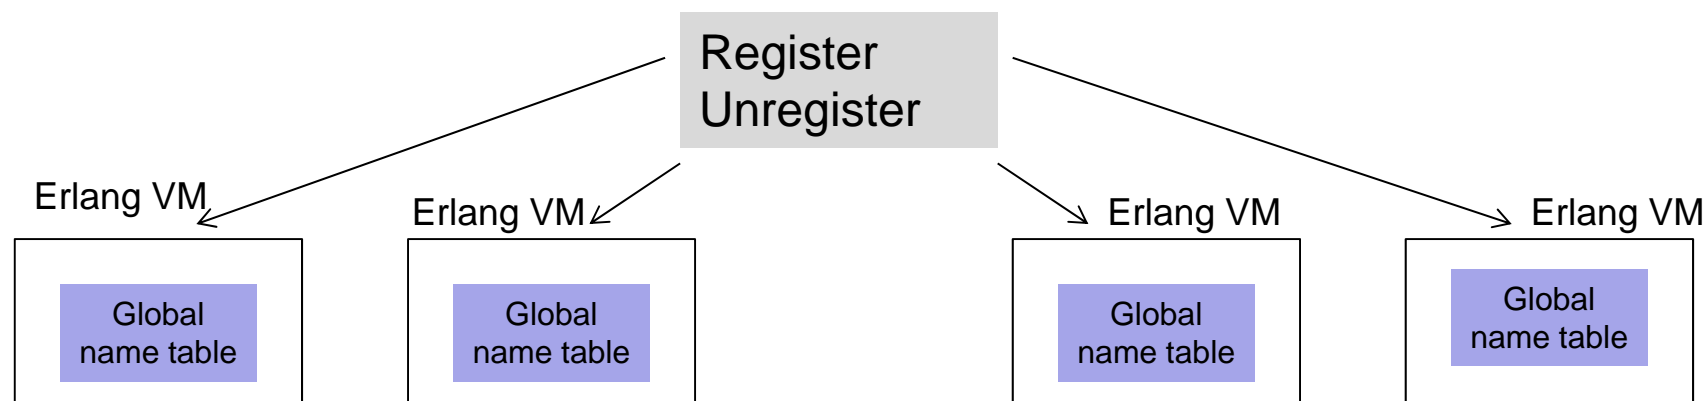 Register
Unregister
Erlang VM
Erlang VM
Erlang VM
Erlang VM
Global
name table
Global
name table
Global
name table
Global
name table